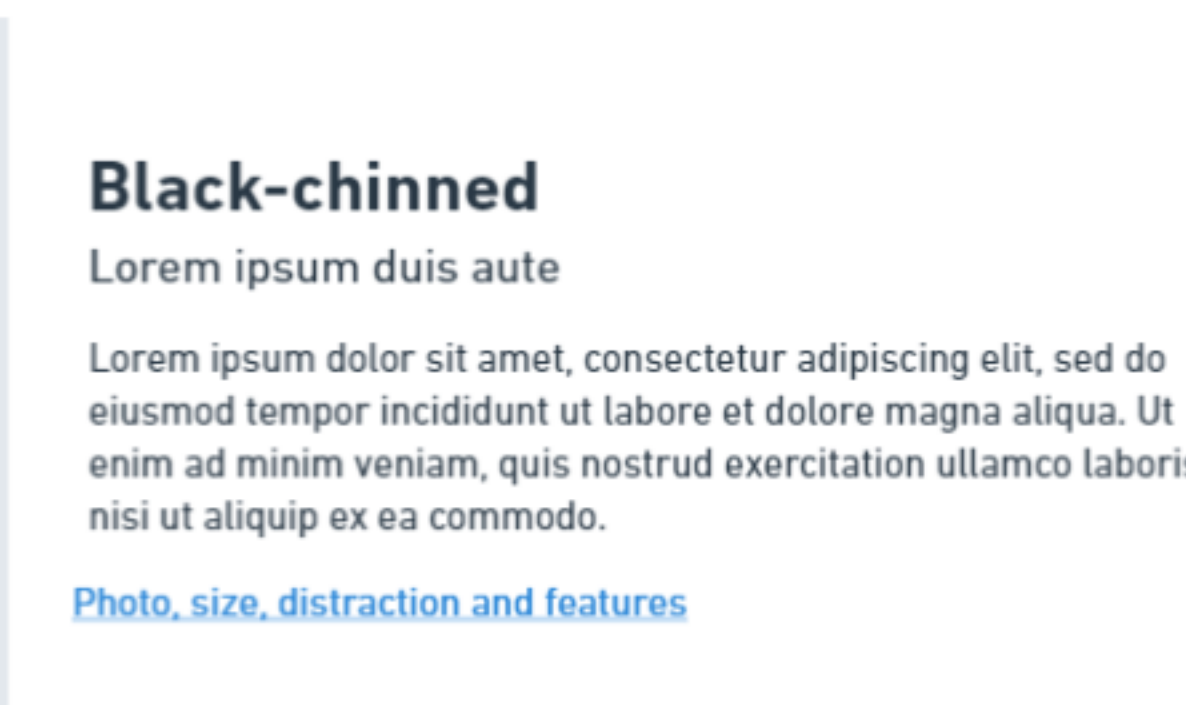 Black-chinned
Lorem ipsum duis aute
Lorem ipsum dolor sit amet, consectetur adipiscing elit, sed do
eiusmod tempor incididunt ut labore et dolore magna aliqua. Ut
enim ad minim veniam, quis nostrud exercitation ullamco laboris
nisi ut aliquip ex ea commodo.
Photo, size, distraction and features